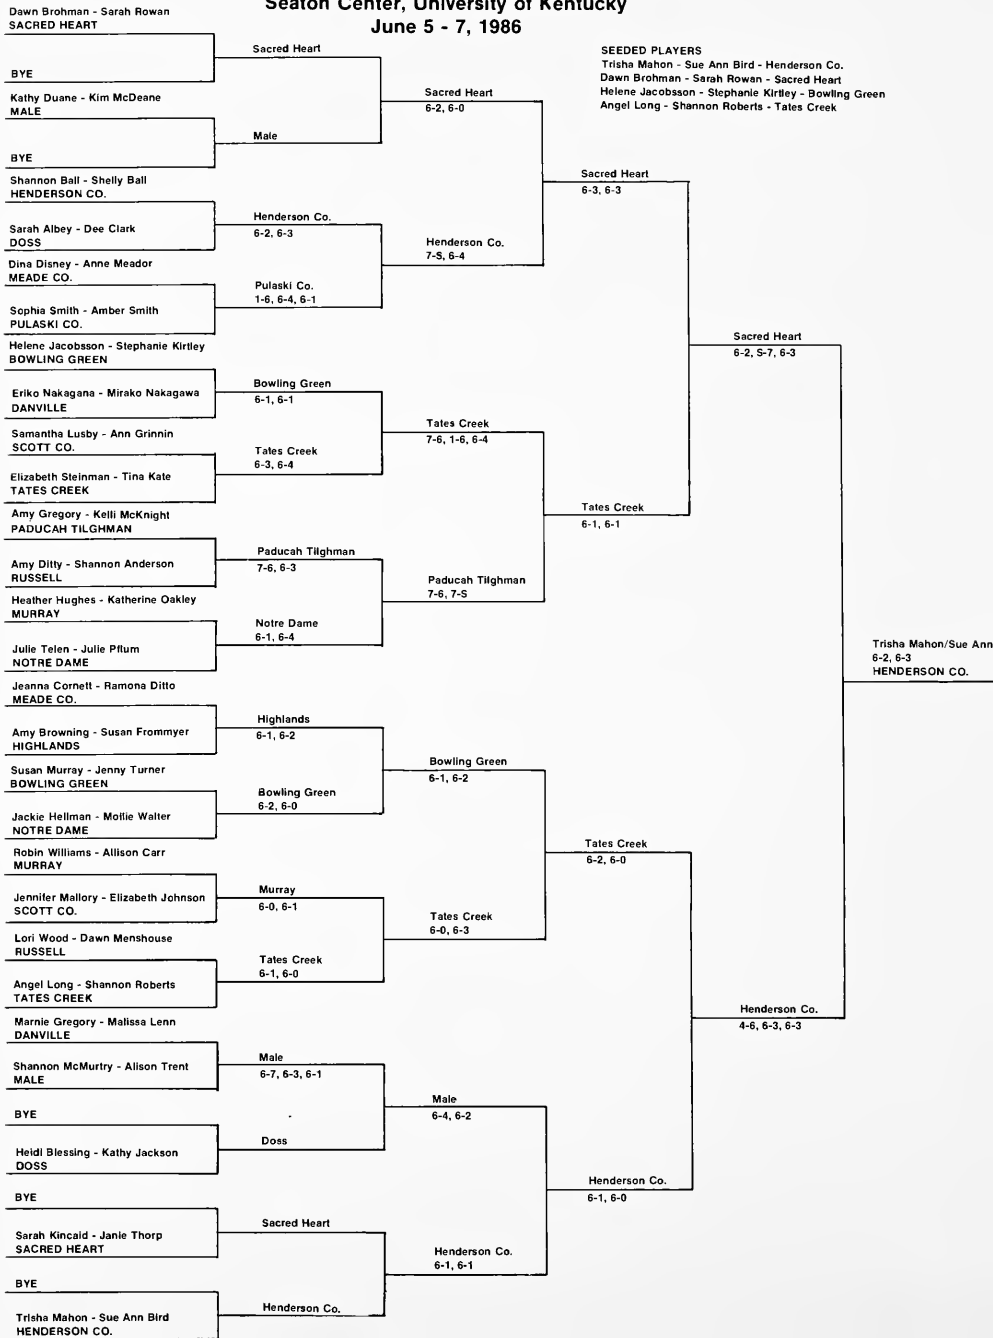 Seaton Center, University of Kentucky
June 5 - 7, 1986
SEEDED PLAYERS
Trisha Mahon - Sue Ann Bird - Henderson Co.
Dawn Brohman - Sarah Rowan - Sacred Heart
Helene Jacobsson - Stephanie Kirtley - Bowling Green
Angel Long - Shannon Roberts - Tates Creek
Dawn Brohman - Sarah Rowan
SACRED HEART
BYE
Kathy Duane - Kim McDeane
MALE
BYE
Shannon Ball - Shelly Ball
HENDERSON CO.
Sarah Albey - Dee Clark
DOSS
Dina Disney - Anne Meador
MEADE CO.
Sophia Smith - Amber Smith
PULASKI CO.
Helene Jacobsson - Stephanie Kirtley
BOWLING GREEN
Eriko Nakagana - Mirako Nakagawa
DANVILLE
Samantha Lusby - Ann Grinnin
SCOTT CO.
Elizabeth Steinman - Tina Kate
TATES CREEK
Amy Gregory - Kelli McKnight
PADUCAH TILGHMAN
Amy Ditty - Shannon Anderson
RUSSELL
Heather Hughes - Katherine Oakley
MURRAY
Julie Telen - Julie Pflum
NOTRE DAME
Jeanna Cornett - Ramona Ditto
MEADE CO.
Amy Browning - Susan Frommyer
HIGHLANDS
Susan Murray - Jenny Turner
BOWLING GREEN
Jackie Hellman - Mollie Walter
NOTRE DAME
Robin Williams - Allison Carr
MURRAY
Jennifer Mallory - Elizabeth Johnson
SCOTT CO.
Lori Wood - Dawn Menshouse
RUSSELL
Angel Long - Shannon Roberts
TATES CREEK
Marnie Gregory - Malissa Lenn
DANVILLE
Shannon McMurtry - Alison Trent
MALE
BYE
Heidi Blessing - Kathy Jackson
DOSS
BYE
Sarah Kincaid - Janie Thorp
SACRED HEART
BYE
Trisha Mahon - Sue Ann Bird
HENDERSON CO.
Sacred Heart
Male
Henderson Co.
6-2, 6-3
Pulaski Co.
1-6, 6-4, 6-1
Bowling Green
6-1, 6-1
Tates Creek
6-3, 6-4
Paducah Tilghman
7-6, 6-3
Notre Dame
6-1, 6-4
Highlands
6-1, 6-2
Bowling Green
6-2, 6-0
Murray
6-0, 6-1
Tates Creek
6-1, 6-0
Male
6-7, 6-3, 6-1
Doss
Sacred Heart
Henderson Co.
Sacred Heart
6-2, 6-0
Henderson Co.
7-S, 6-4
Tates Creek
7-6, 1-6, 6-4
Paducah Tilghman
7-6, 7-S
Bowling Green
6-1, 6-2
Tates Creek
6-0, 6-3
Male
6-4, 6-2
Henderson Co.
6-1, 6-1
Sacred Heart
6-3, 6-3
Tates Creek
6-1, 6-1
Tates Creek
6-2, 6-0
Henderson Co.
6-1, 6-0
Sacred Heart
6-2, S-7, 6-3
Henderson Co.
4-6, 6-3, 6-3
Trisha Mahon/Sue Ann
6-2, 6-3
HENDERSON CO.